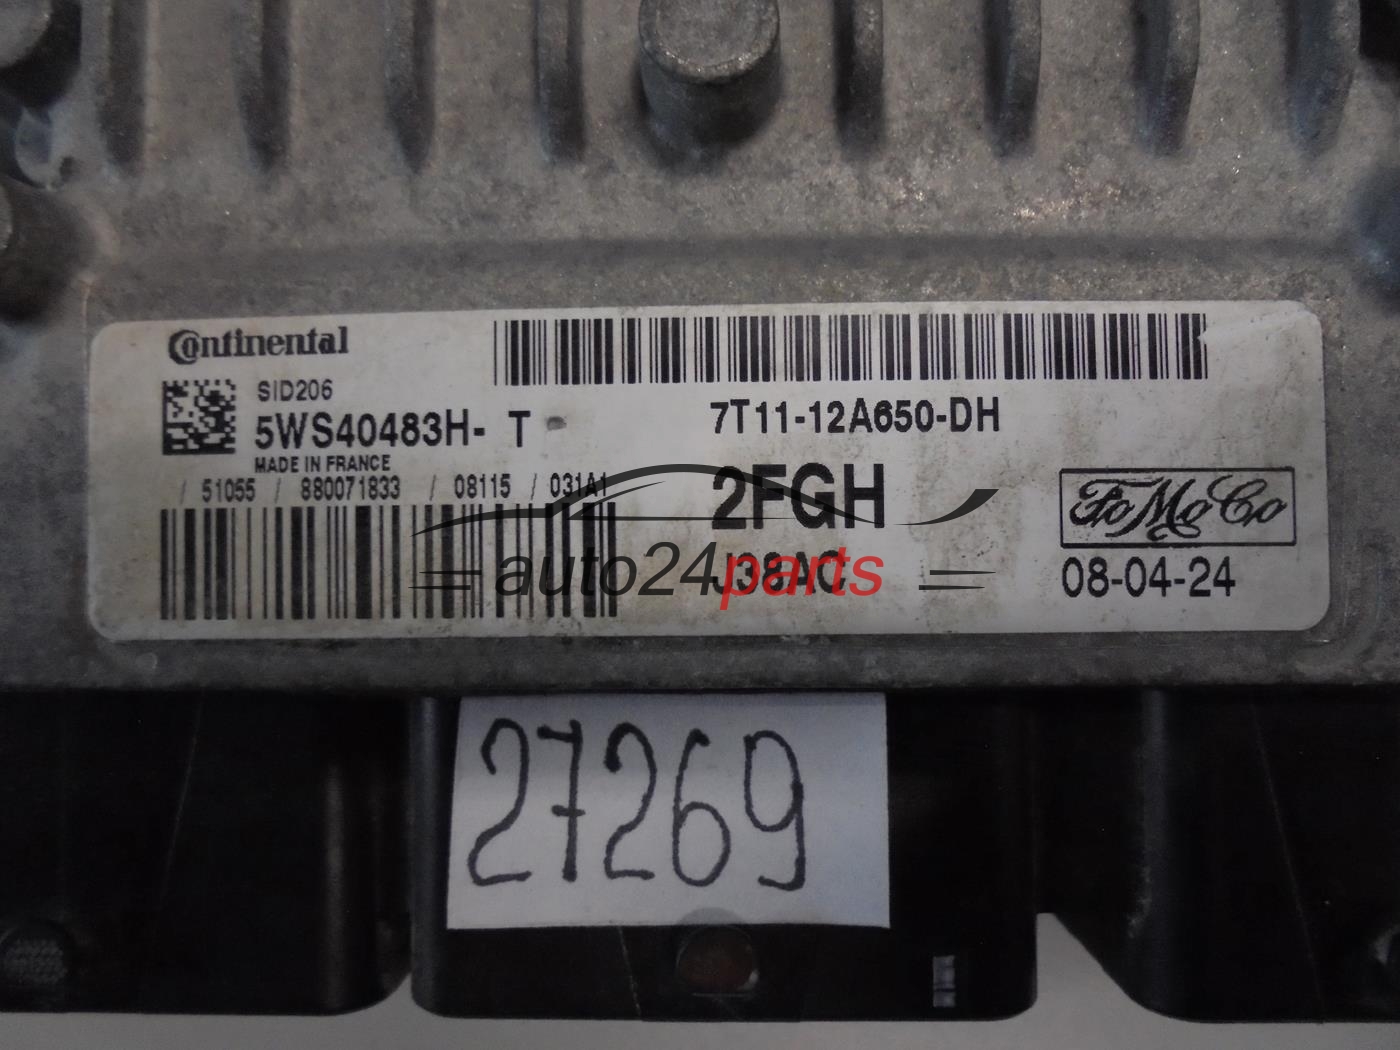 Continental
SID206
5WS40483H- T
MADE IN FRANCE
/ 51055 / 880071833 / 08115 / 031A1
7T11-12A650-DH
2FGH
J38AC
FoMoCo
08-04-24
auto24parts
27269